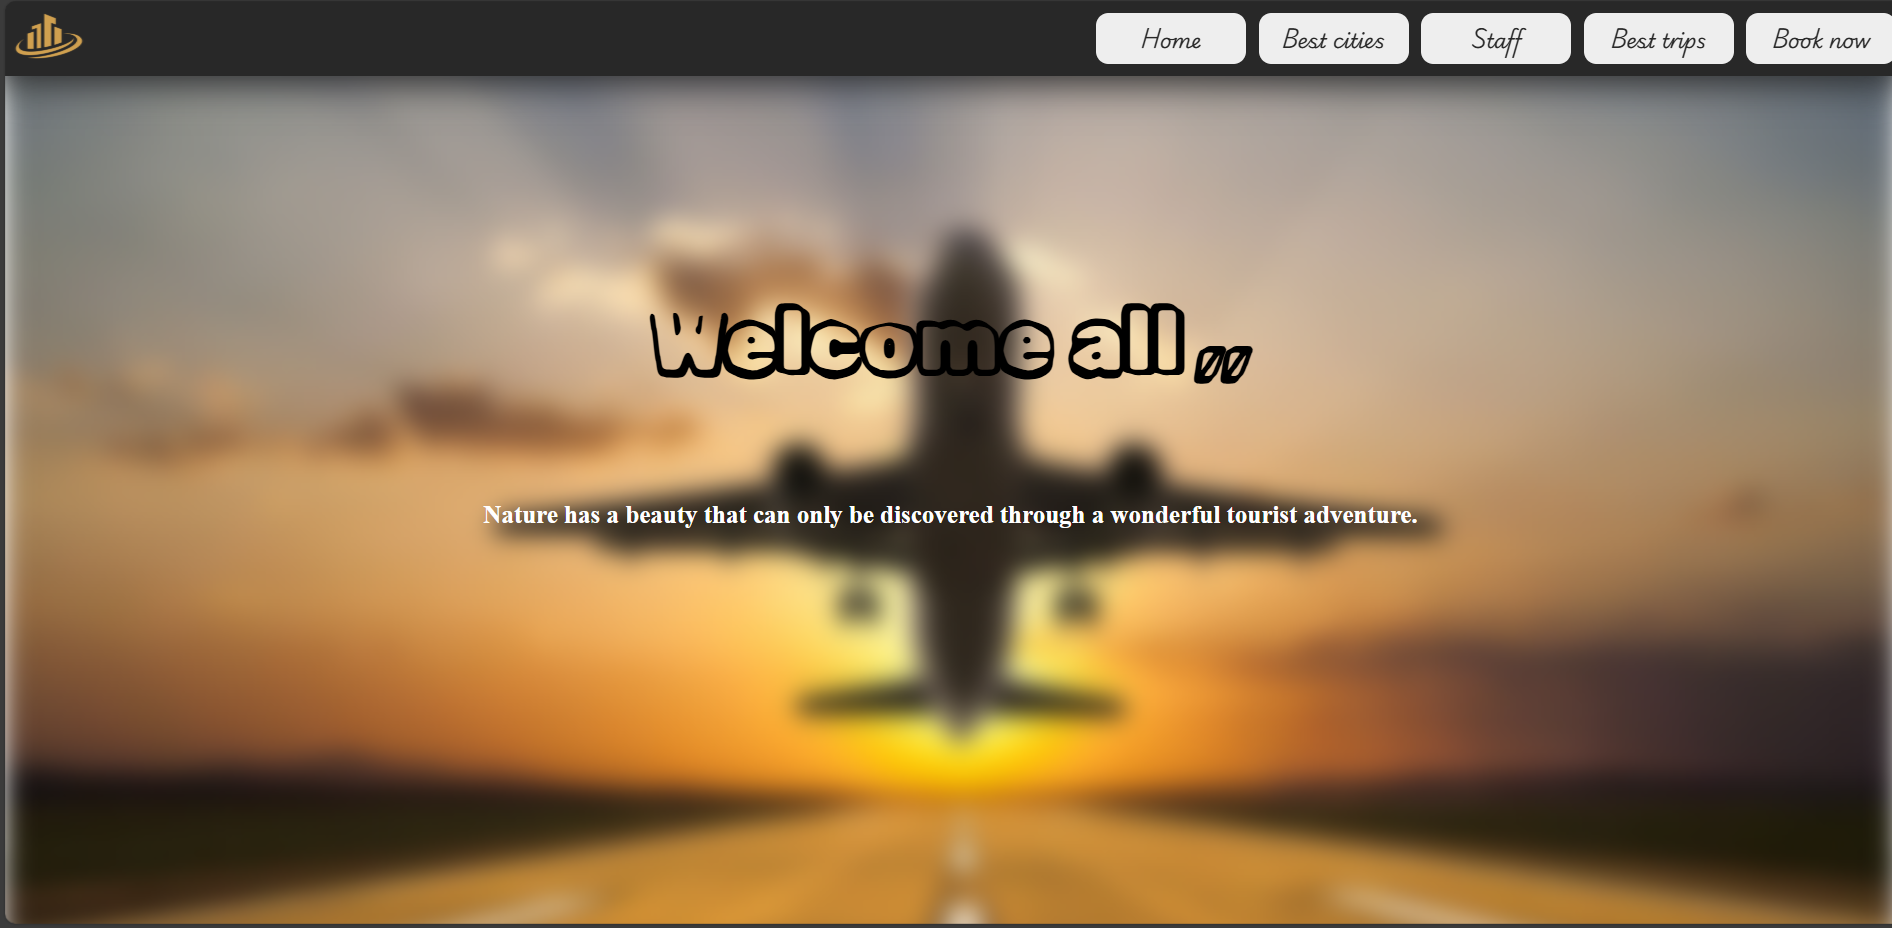 Home
Best cities
Staff
Best trips
Book now
Welcome all ,,
Nature has a beauty that can only be discovered through a wonderful tourist adventure.